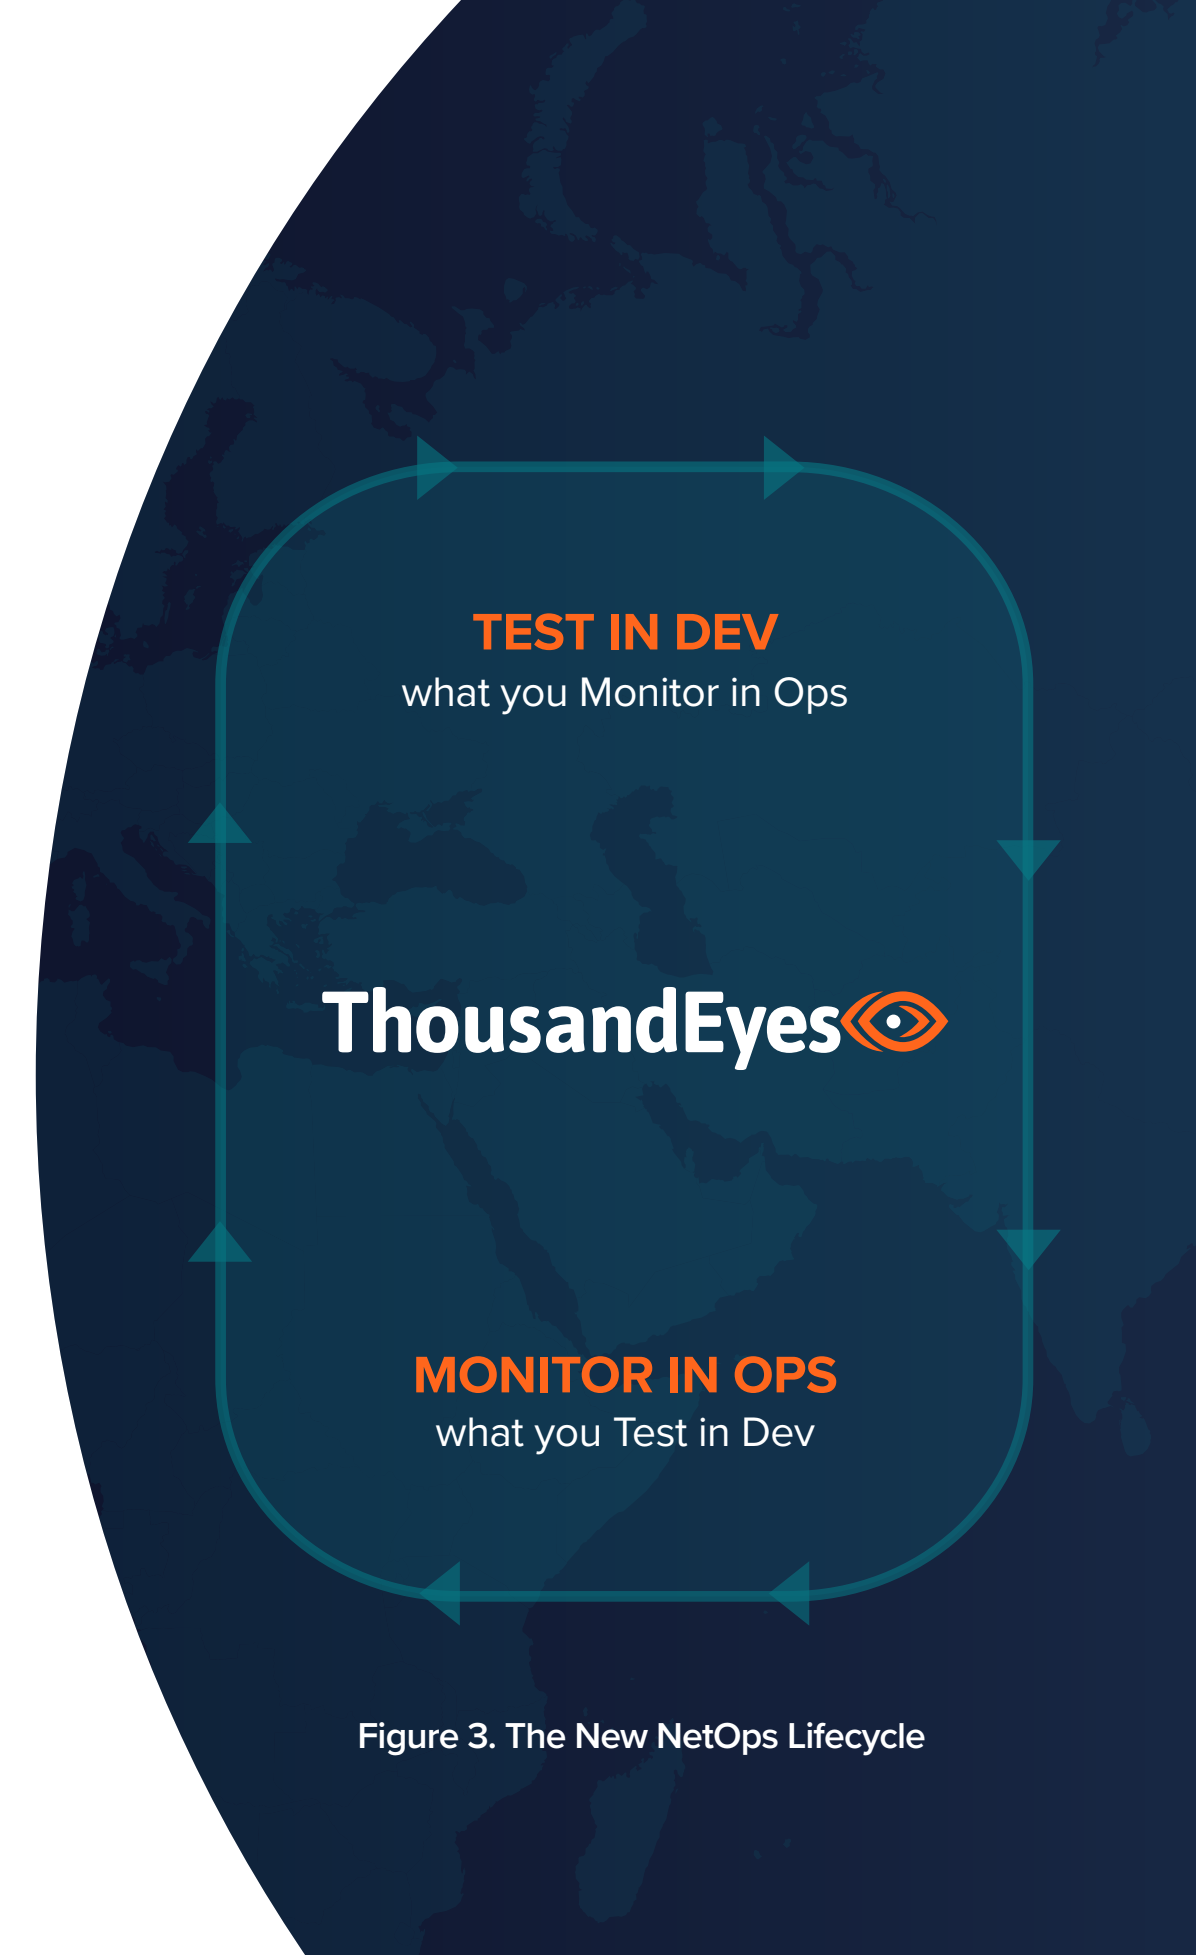 TEST IN DEV
what you Monitor in Ops
ThousandEyes
MONITOR IN OPS
what you Test in Dev
Figure 3. The New NetOps Lifecycle